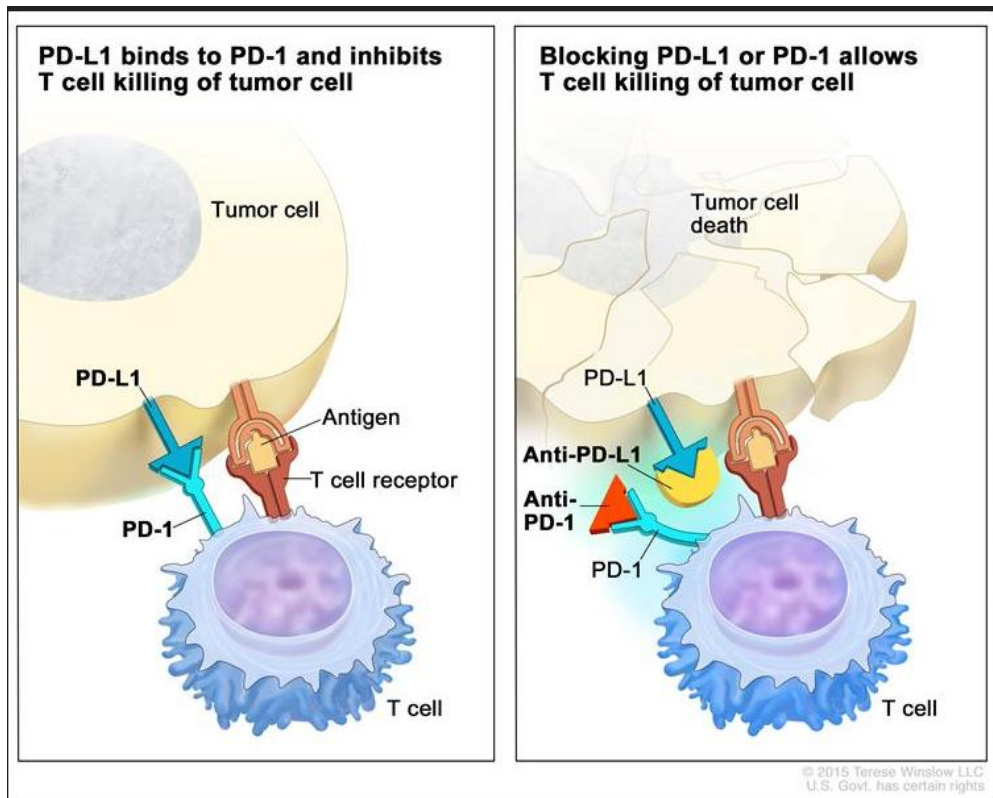 PD-L1 binds to PD-1 and inhibits
T cell killing of tumor cell
Tumor cell
PD-L1
Antigen
T cell receptor
PD-1
T cell
Blocking PD-L1 or PD-1 allows
T cell killing of tumor cell
Tumor cell
death
PD-L1
Anti-PD-L1
Anti-
PD-1
PD-1
T cell
© 2015 Terese Winslow LLC
U.S. Govt. has certain rights